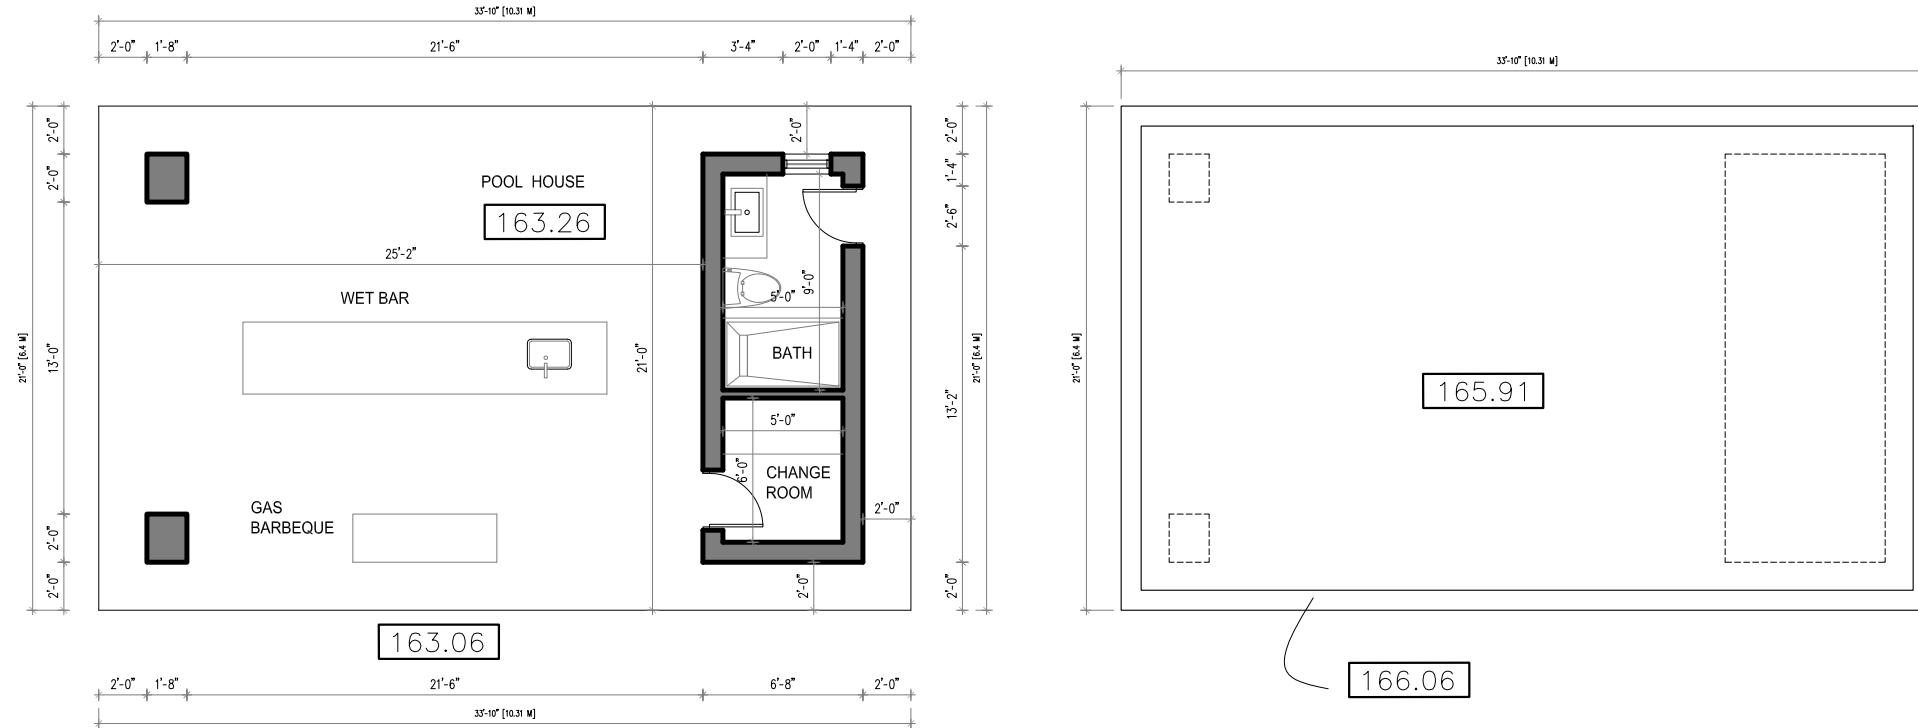 33'-10" [10.31 M]
2'-0" 1'-8" 21'-6" 3'-4" 2'-0" 1'-4" 2'-0"
33'-10" [10.31 M]
21'-0" [6.4 M]
2'-0"
2'-0"
13'-0"
2'-0"
2'-0"
POOL HOUSE
163.26
25'-2"
WET BAR
21'-0"
GAS
BARBEQUE
2'-0"
9'-0"
5'-0"
BATH
5'-0"
6'-0"
CHANGE
ROOM
2'-0"
2'-0"
2'-0"
1'-4"
2'-6"
13'-2"
2'-0"
21'-0" [6.4 M]
21'-0" [6.4 M]
165.91
163.06
166.06
2'-0" 1'-8" 21'-6" 6'-8" 2'-0"
33'-10" [10.31 M]